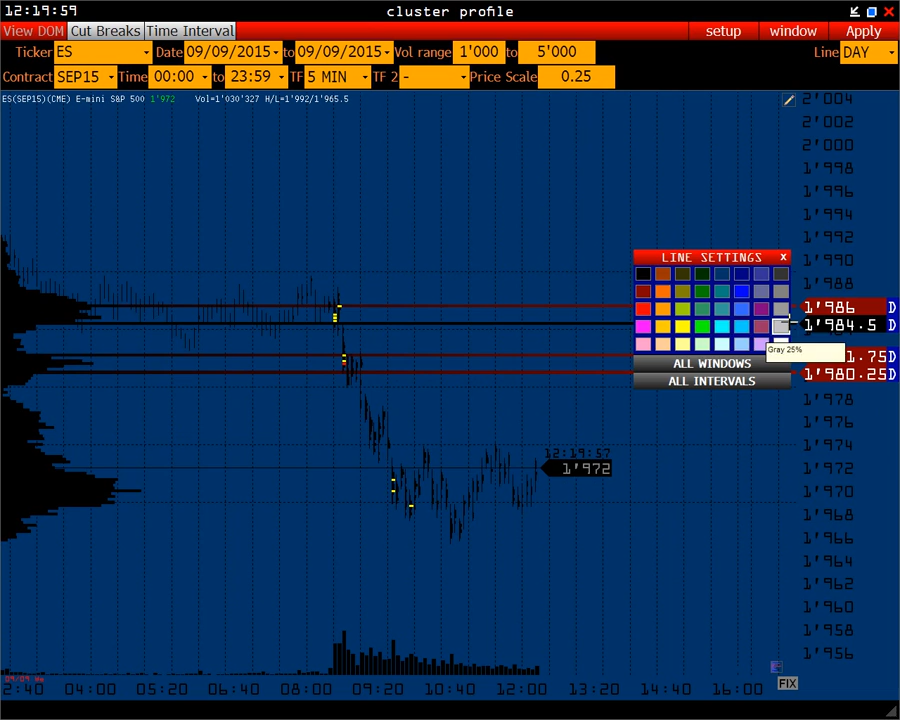 12:19:59 cluster profile
View DOM Cut Breaks Time Interval setup window Apply
Ticker ES Date 09/09/2015 to 09/09/2015 Vol range 1'000 to 5'000 Line DAY
Contract SEP15 Time 00:00 to 23:59 TF 5 MIN TF 2 - Price Scale 0.25
ES(SEP15)(CME) E-mini S&P 500 1'972 Vol=1'030'327 H/L=1'992/1'965.5
2'004
2'002
2'000
1'998
1'996
1'994
1'992
1'990
LINE SETTINGS x
1'988
1'986 D
1'984.5 D
Gray 25%
1.75 D
ALL WINDOWS
1'980.25 D
ALL INTERVALS
1'978
1'976
1'974
12:19:57
1'972
1'972
1'970
1'968
1'966
1'964
1'962
1'960
1'958
1'956
09/09
FIX
2:40 04:00 05:20 06:40 08:00 09:20 10:40 12:00 13:20 14:40 16:00